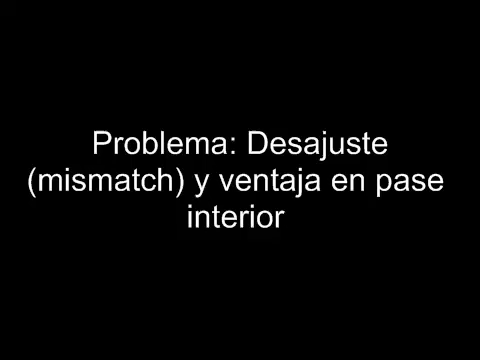 Problema: Desajuste
(mismatch) y ventaja en pase
interior